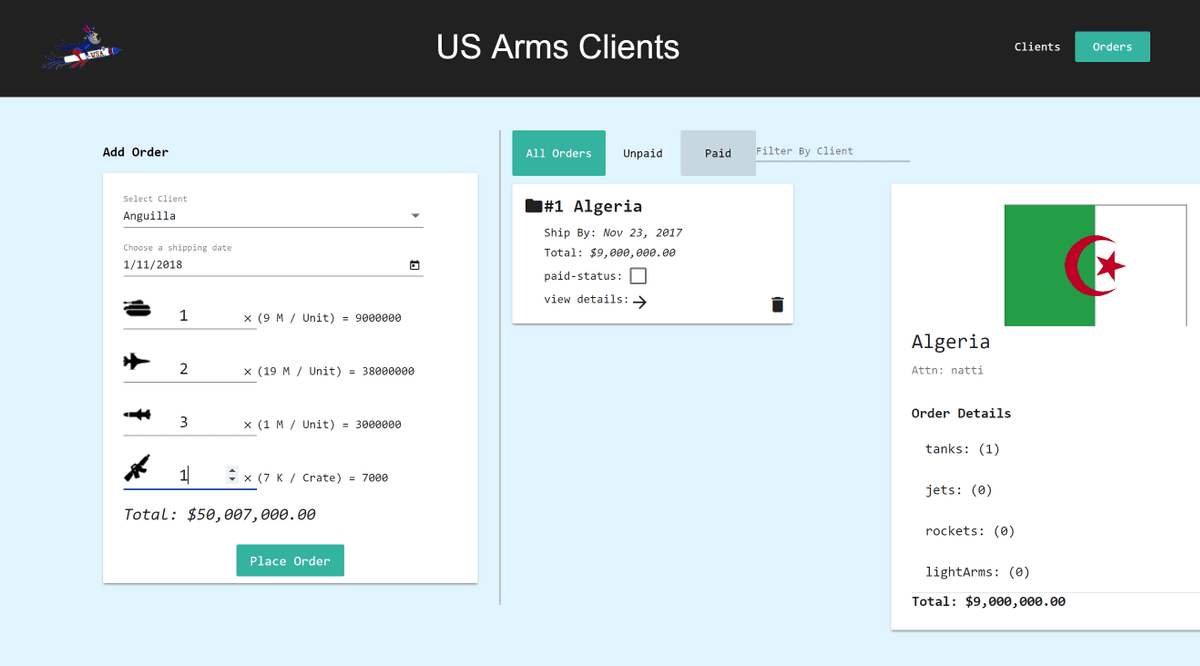 USA
US Arms Clients
Clients
Orders
Add Order
Select Client
Anguilla
Choose a shipping date
1/11/2018
1 × (9 M / Unit) = 9000000
2 × (19 M / Unit) = 38000000
3 × (1 M / Unit) = 3000000
1 × (7 K / Crate) = 7000
Total: $50,007,000.00
Place Order
All Orders
Unpaid
Paid
Filter By Client
#1 Algeria
Ship By: Nov 23, 2017
Total: $9,000,000.00
paid-status:
view details:
Algeria
Attn: natti
Order Details
tanks: (1)
jets: (0)
rockets: (0)
lightArms: (0)
Total: $9,000,000.00